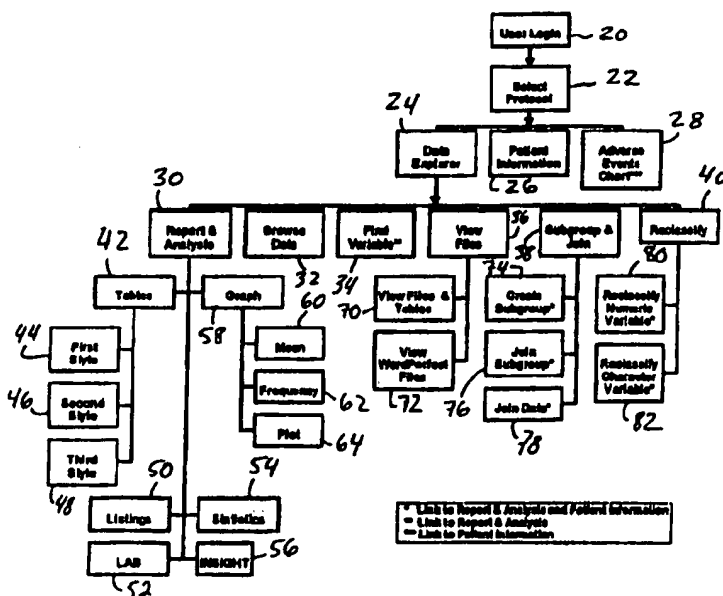 User Login
20
Select
Protocol
22
24
Data
Explorer
Patient
Information
26
Adverse
Events
Chart***
28
30
Report &
Analysis
Browse
Data
32
Find
Variable**
34
View
Files
36
Subgroup &
Join
38
Reclassify
40
42
Tables
Graph
58
60
44
First
Style
46
Second
Style
Third
Style
48
Mean
Frequency
62
Plot
64
70
View Files &
Tables
View
WordPerfect
Files
72
74
Create
Subgroup*
Join
Subgroup*
76
Join Data*
78
80
Reclassify
Numeric
Variable*
Reclassify
Character
Variable*
82
50
Listings
54
Statistics
LAB
52
INSIGHT
56
* Link to Report & Analysis and Patient Information
** Link to Report & Analysis
*** Link to Patient Information